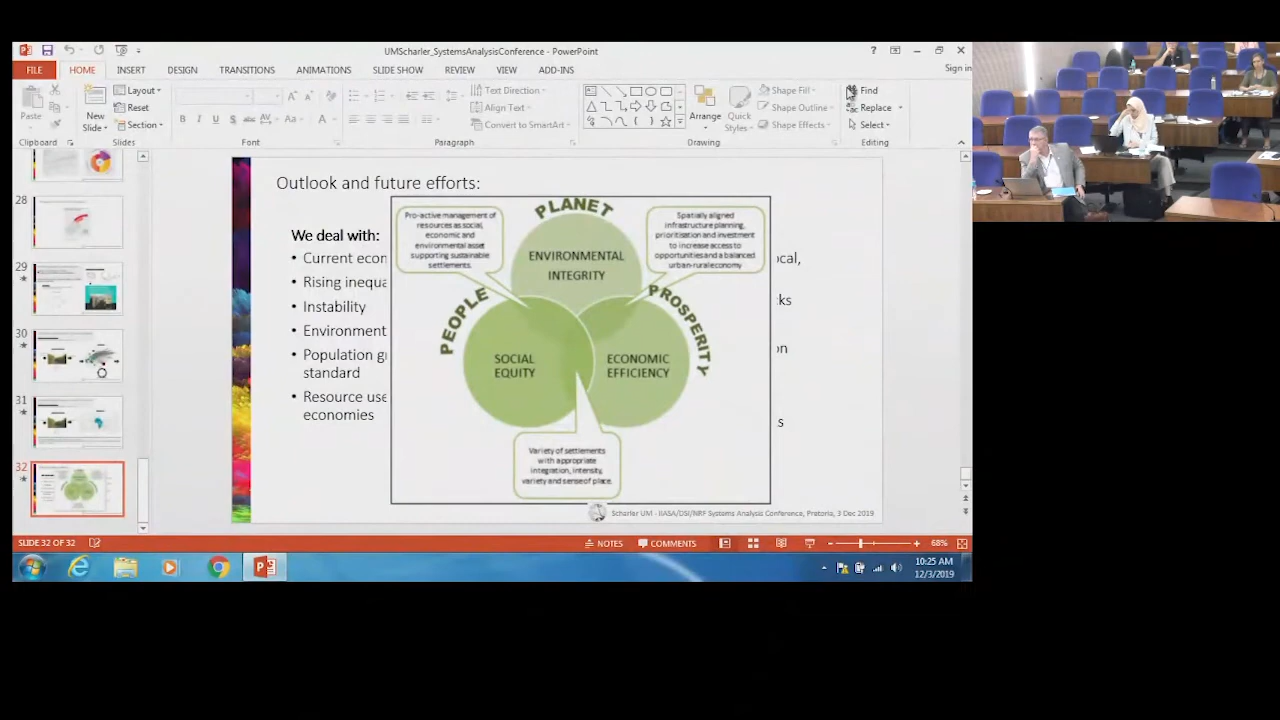 UMScharler_SystemsAnalysisConference - PowerPoint
?
Sign in
FILE HOME INSERT DESIGN TRANSITIONS ANIMATIONS SLIDE SHOW REVIEW VIEW ADD-INS
Paste
New
Slide
Layout
Reset
Section
B I U S abc AV Aa A
Text Direction
Align Text
Convert to SmartArt
Arrange
Quick
Styles
Shape Fill
Shape Outline
Shape Effects
Find
Replace
Select
Clipboard Slides Font Paragraph Drawing Editing
28
29
30
31
32
Outlook and future efforts:
We deal with:
• Current econ
• Rising inequa
• Instability
• Environment
• Population g
standard
• Resource use
economies
ocal,
ks
on
s
PLANET
PEOPLE
PROSPERITY
ENVIRONMENTAL
INTEGRITY
SOCIAL
EQUITY
ECONOMIC
EFFICIENCY
Pro-active management of
resources as social,
economic and
environmental asset
supporting sustainable
settlements.
Spatially aligned
infrastructure planning,
prioritisation and investment
to increase access to
opportunities and a balanced
urban-rural economy
Variety of settlements
with appropriate
integration, intensity,
variety and sense of place.
Scharler UM - IIASA/DSI/NRF Systems Analysis Conference, Pretoria, 3 Dec 2019
SLIDE 32 OF 32
NOTES
COMMENTS
68%
10:25 AM
12/3/2019